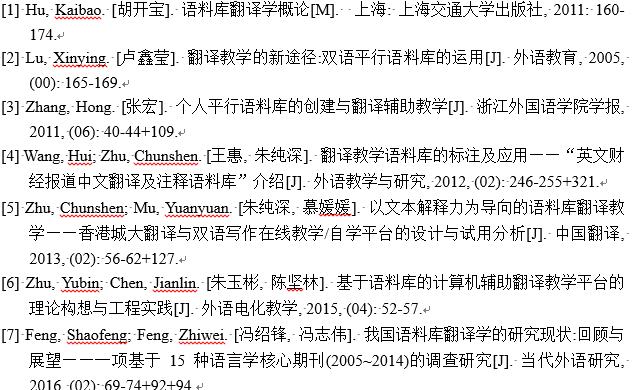 [1] Hu, Kaibao. [胡开宝]. 语料库翻译学概论[M]. 上海: 上海交通大学出版社, 2011: 160-
174.
[2] Lu, Xinying. [卢鑫莹]. 翻译教学的新途径:双语平行语料库的运用[J]. 外语教育, 2005,
(00): 165-169.
[3] Zhang, Hong. [张宏]. 个人平行语料库的创建与翻译辅助教学[J]. 浙江外国语学院学报,
2011, (06): 40-44+109.
[4] Wang, Hui; Zhu, Chunshen. [王惠, 朱纯深]. 翻译教学语料库的标注及应用——“英文财
经报道中文翻译及注释语料库”介绍[J]. 外语教学与研究, 2012, (02): 246-255+321.
[5] Zhu, Chunshen; Mu, Yuanyuan. [朱纯深, 慕媛媛]. 以文本解释力为导向的语料库翻译教
学——香港城大翻译与双语写作在线教学/自学平台的设计与试用分析[J]. 中国翻译,
2013, (02): 56-62+127.
[6] Zhu, Yubin; Chen, Jianlin. [朱玉彬, 陈坚林]. 基于语料库的计算机辅助翻译教学平台的
理论构想与工程实践[J]. 外语电化教学, 2015, (04): 52-57.
[7] Feng, Shaofeng; Feng, Zhiwei. [冯绍锋, 冯志伟]. 我国语料库翻译学的研究现状:回顾与
展望——一项基于 15 种语言学核心期刊(2005~2014)的调查研究[J]. 当代外语研究,
2016, (02): 69-74+92+94.